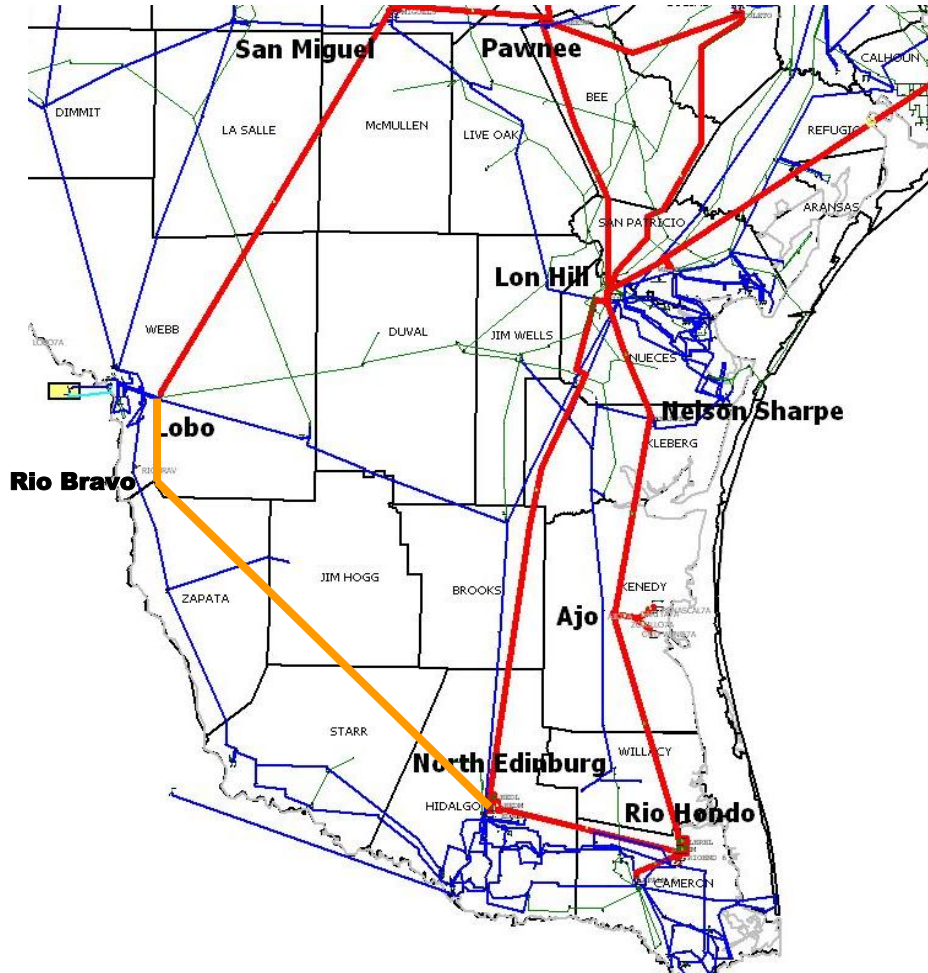 San Miguel
Pawnee
CALHOUN
BEE
DIMMIT
LA SALLE
McMULLEN
LIVE OAK
REFUGIO
ARANSAS
SAN PATRICIO
Lon Hill
WEBB
DUVAL
JIM WELLS
NUECES
Nelson Sharpe
Lobo
KLEBERG
Rio Bravo
JIM HOGG
BROOKS
KENEDY
ZAPATA
Ajo
STARR
WILLACY
North Edinburg
HIDALGO
Rio Hondo
CAMERON